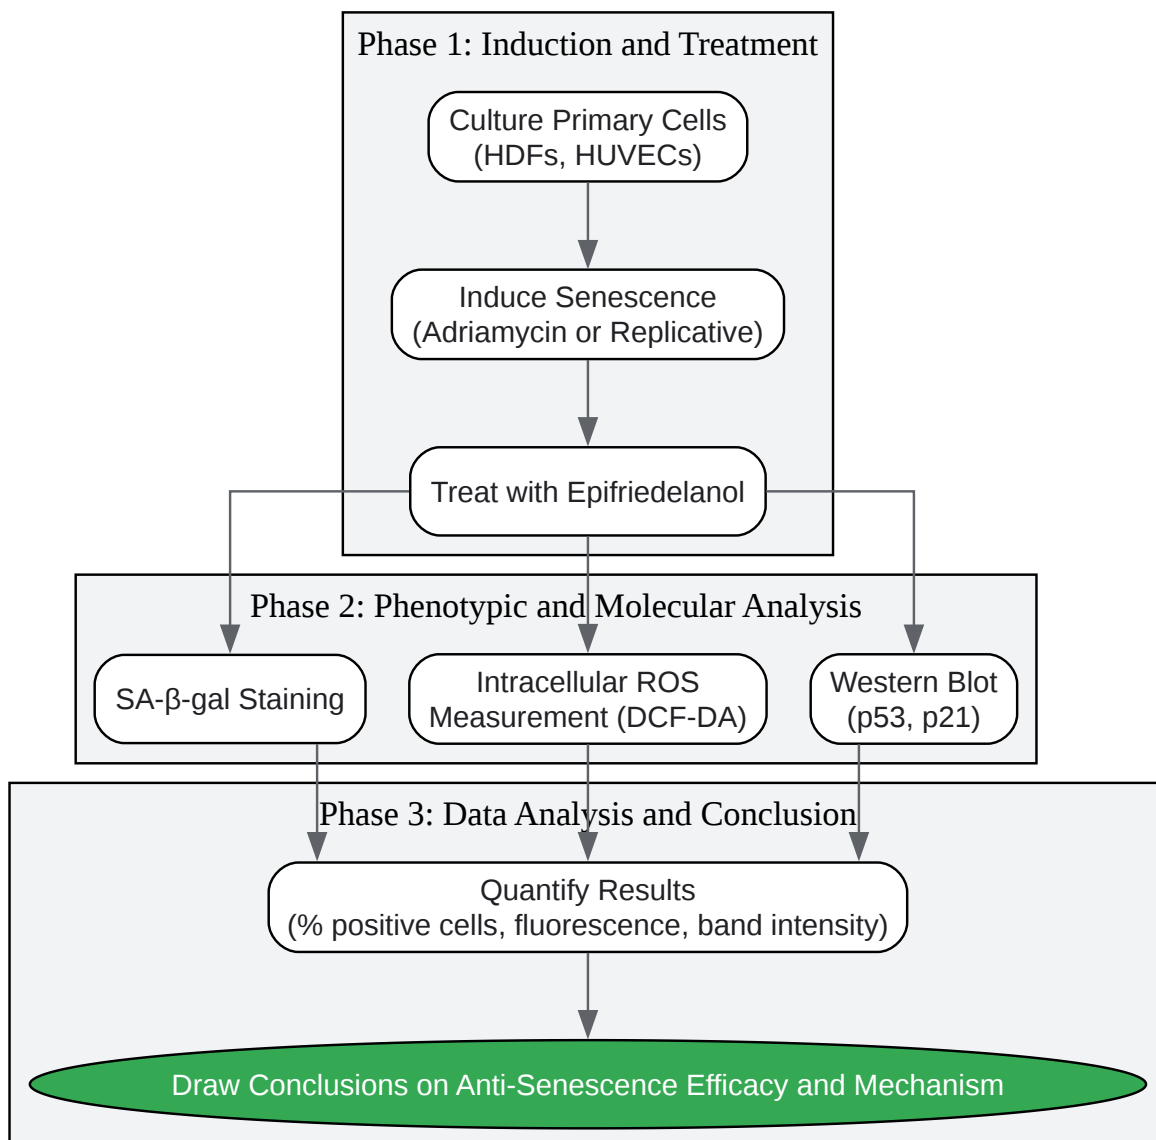 Phase 1: Induction and Treatment
Culture Primary Cells
(HDFs, HUVECs)
Induce Senescence
(Adriamycin or Replicative)
Treat with Epifriedelanol
Phase 2: Phenotypic and Molecular Analysis
SA-β-gal Staining
Intracellular ROS
Measurement (DCF-DA)
Western Blot
(p53, p21)
Phase 3: Data Analysis and Conclusion
Quantify Results
(% positive cells, fluorescence, band intensity)
Draw Conclusions on Anti-Senescence Efficacy and Mechanism